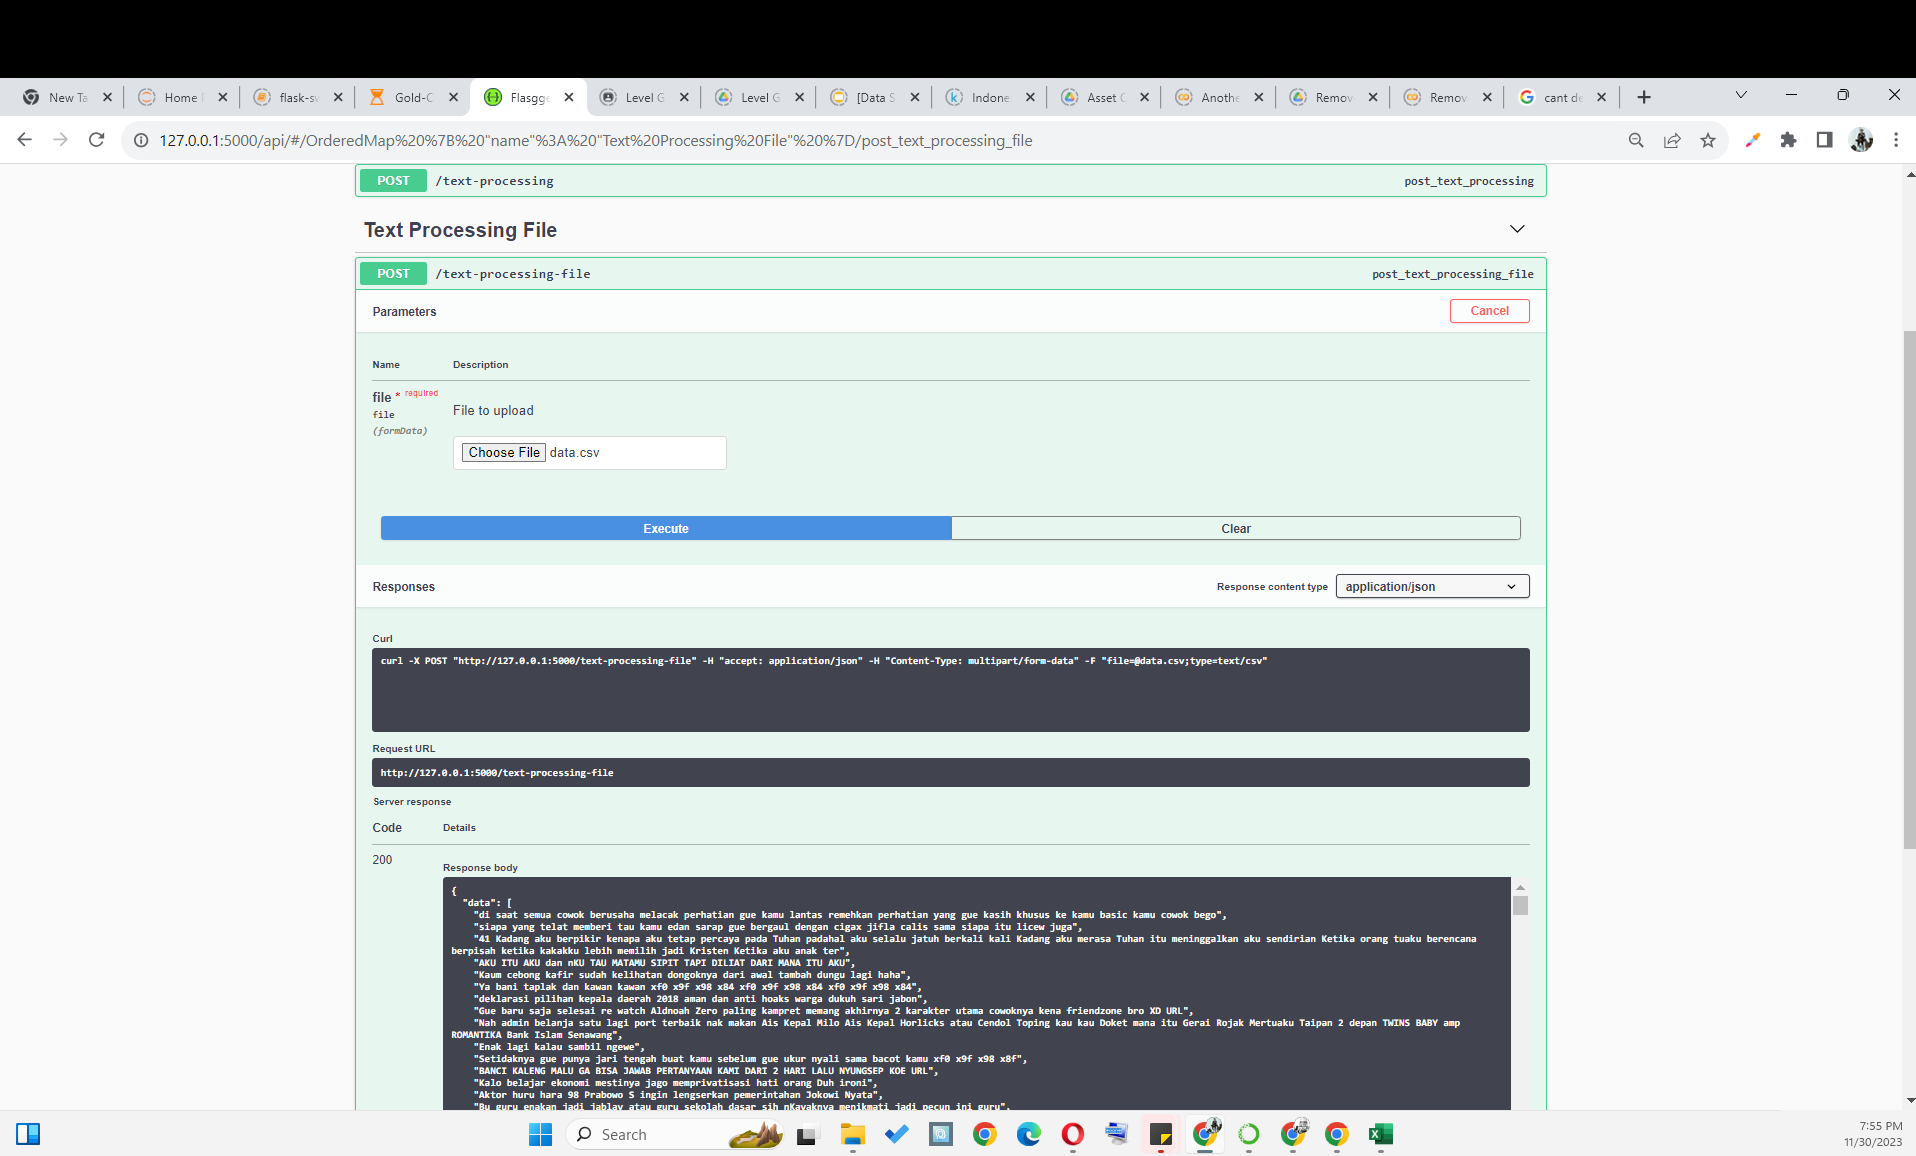 New Ta
Home
flask-sw
Gold-C
Flasgge
Level G
Level G
[Data S
Indone
Asset C
Anothe
Remov
Remov
cant de
127.0.0.1:5000/api/#/OrderedMap%20%7B%20"name"%3A%20"Text%20Processing%20File"%20%7D/post_text_processing_file
POST /text-processing post_text_processing
Text Processing File
POST /text-processing-file post_text_processing_file
Parameters Cancel
Name Description
file * required
file
(formData)
File to upload
Choose File data.csv
Execute Clear
Responses Response content type application/json
Curl
curl -X POST "http://127.0.0.1:5000/text-processing-file" -H "accept: application/json" -H "Content-Type: multipart/form-data" -F "file=@data.csv;type=text/csv"
Request URL
http://127.0.0.1:5000/text-processing-file
Server response
Code Details
200
Response body
{
"data": [
"di saat semua cowok berusaha melacak perhatian gue kamu lantas remehkan perhatian yang gue kasih khusus ke kamu basic kamu cowok bego",
"siapa yang telat memberi tau kamu edan sarap gue bergaul dengan cigax jifla calis sama siapa itu licew juga",
"41 Kadang aku berpikir kenapa aku tetap percaya pada Tuhan padahal aku selalu jatuh berkali kali Kadang aku merasa Tuhan itu meninggalkan aku sendirian Ketika orang tuaku berencana
berpisah ketika kakakku lebih memilih jadi Kristen Ketika aku anak ter",
"AKU ITU AKU dan nKU TAU MATAMU SIPIT TAPI DILIAT DARI MANA ITU AKU",
"Kaum cebong kafir sudah kelihatan dongoknya dari awal tambah dungu lagi haha",
"Ya bani taplak dan kawan kawan xf0 x9f x98 x84 xf0 x9f x98 x84 xf0 x9f x98 x84",
"deklarasi pilihan kepala daerah 2018 aman dan anti hoaks warga dukuh sari jabon",
"Gue baru saja selesai re watch Aldnoah Zero paling kampret memang akhirnya 2 karakter utama cowoknya kena friendzone bro XD URL",
"Nah admin belanja satu lagi port terbaik nak makan Ais Kepal Milo Ais Kepal Horlicks atau Cendol Toping kau kau Doket mana itu Gerai Rojak Mertuaku Taipan 2 depan TWINS BABY amp
ROMANTIKA Bank Islam Senawang",
"Enak lagi kalau sambil ngewe",
"Setidaknya gue punya jari tengah buat kamu sebelum gue ukur nyali sama bacot kamu xf0 x9f x98 x8f",
"BANCI KALENG MALU GA BISA JAWAB PERTANYAAN KAMI DARI 2 HARI LALU NYUNGSEP KOE URL",
"Kalo belajar ekonomi mestinya jago memprivatisasi hati orang Duh ironi",
"Aktor huru hara 98 Prabowo S ingin lengserkan pemerintahan Jokowi Nyata",
"Bu guru enakan jadi jablay atau guru sekolah dasar sih nKayaknya menikmati jadi pecun ini guru",
Search
7:55 PM
11/30/2023